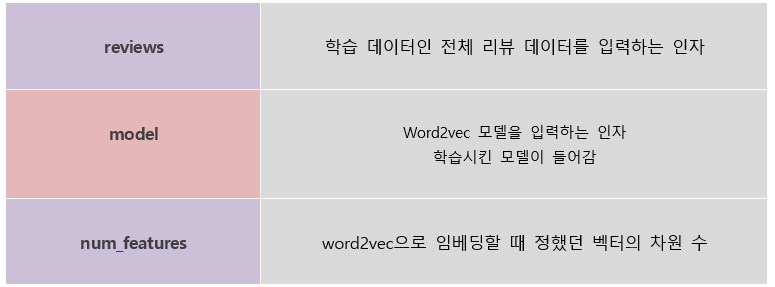 reviews
학습 데이터인 전체 리뷰 데이터를 입력하는 인자
model
Word2vec 모델을 입력하는 인자
학습시킨 모델이 들어감
num_features
word2vec으로 임베딩할 때 정했던 벡터의 차원 수